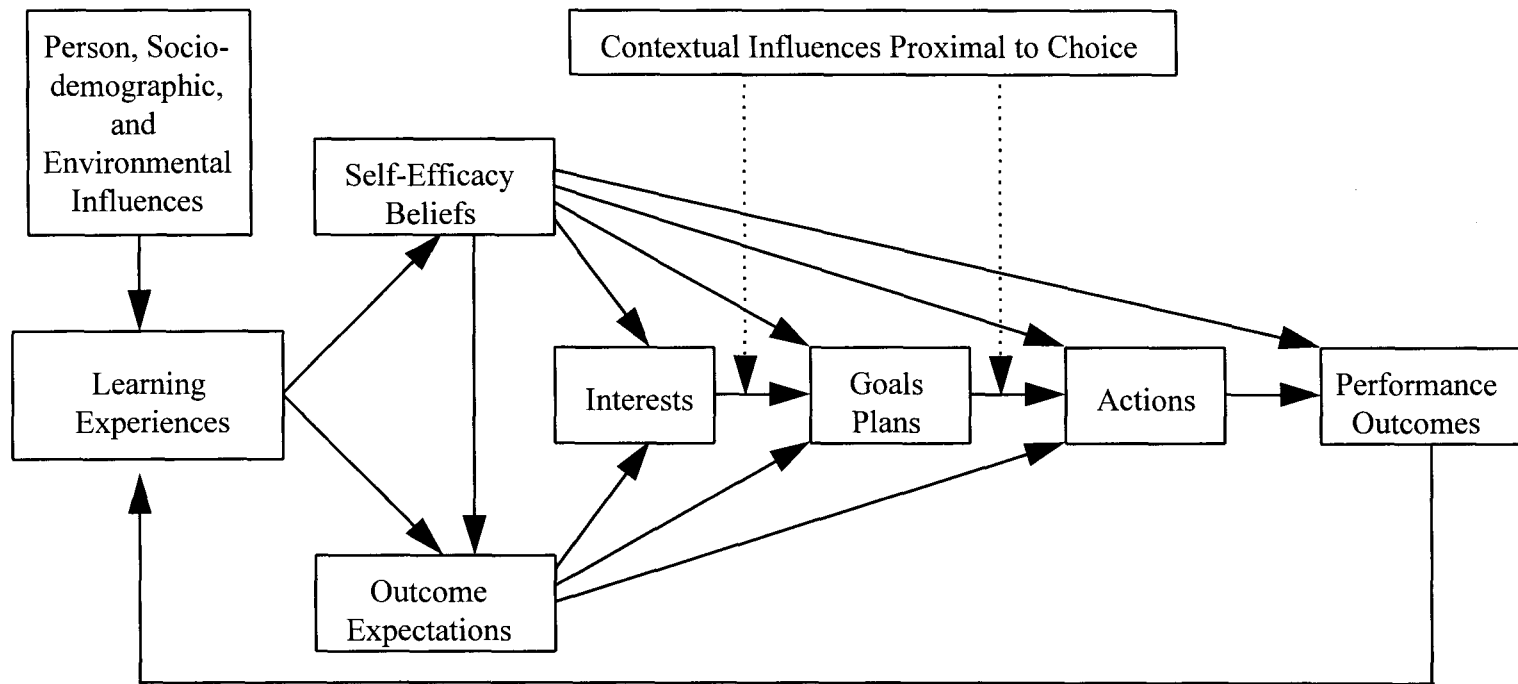 Person, Socio-
demographic,
and
Environmental
Influences
Contextual Influences Proximal to Choice
Self-Efficacy
Beliefs
Learning
Experiences
Interests
Goals
Plans
Actions
Performance
Outcomes
Outcome
Expectations